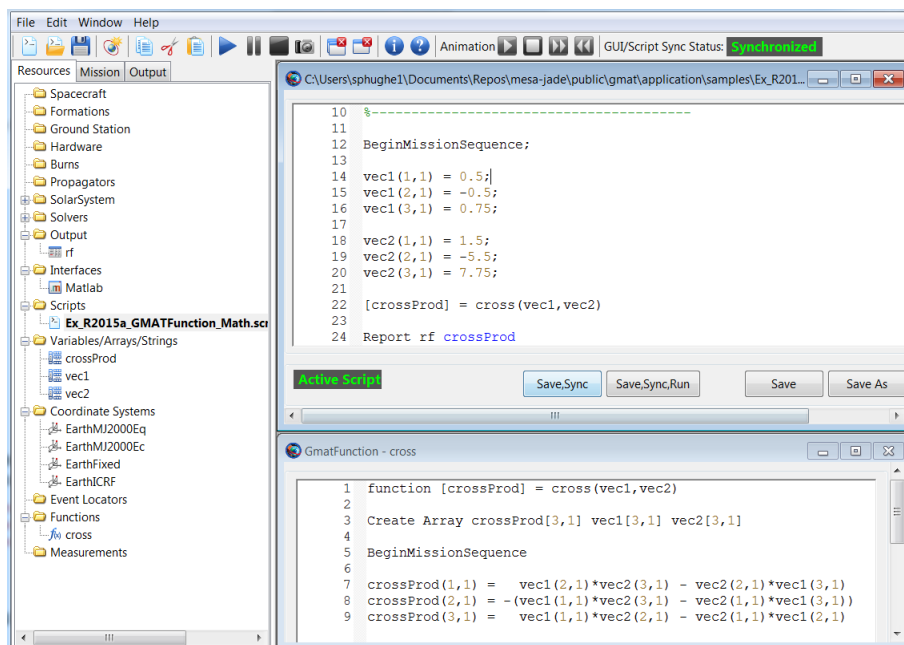 File Edit Window Help
Animation GUI/Script Sync Status: Synchronized
Resources Mission Output
Spacecraft
Formations
Ground Station
Hardware
Burns
Propagators
SolarSystem
Solvers
Output
rf
Interfaces
Matlab
Scripts
Ex_R2015a_GMATFunction_Math.scr
Variables/Arrays/Strings
crossProd
vec1
vec2
Coordinate Systems
EarthMJ2000Eq
EarthMJ2000Ec
EarthFixed
EarthICRF
Event Locators
Functions
f(x) cross
Measurements
C:\Users\sphughe1\Documents\Repos\mesa-jade\public\gmat\application\samples\Ex_R201...
10 %----------------------------------------
11
12 BeginMissionSequence;
13
14 vec1(1,1) = 0.5;
15 vec1(2,1) = -0.5;
16 vec1(3,1) = 0.75;
17
18 vec2(1,1) = 1.5;
19 vec2(2,1) = -5.5;
20 vec2(3,1) = 7.75;
21
22 [crossProd] = cross(vec1,vec2)
23
24 Report rf crossProd
Active Script Save,Sync Save,Sync,Run Save Save As
GmatFunction - cross
1 function [crossProd] = cross(vec1,vec2)
2
3 Create Array crossProd[3,1] vec1[3,1] vec2[3,1]
4
5 BeginMissionSequence
6
7 crossProd(1,1) = vec1(2,1)*vec2(3,1) - vec2(2,1)*vec1(3,1)
8 crossProd(2,1) = -(vec1(1,1)*vec2(3,1) - vec2(1,1)*vec1(3,1))
9 crossProd(3,1) = vec1(1,1)*vec2(2,1) - vec2(1,1)*vec1(2,1)